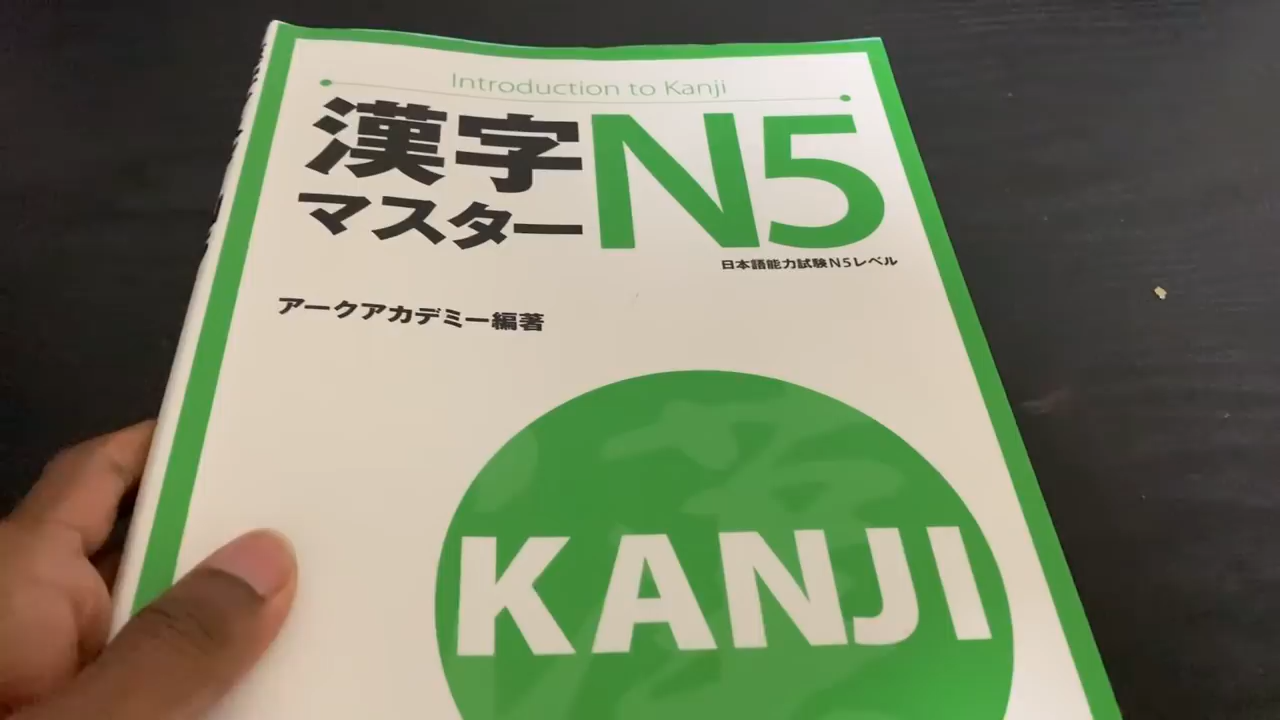 Introduction to Kanji
漢字
マスター
N5
日本語能力試験N5レベル
アークアカデミー編著
KANJI